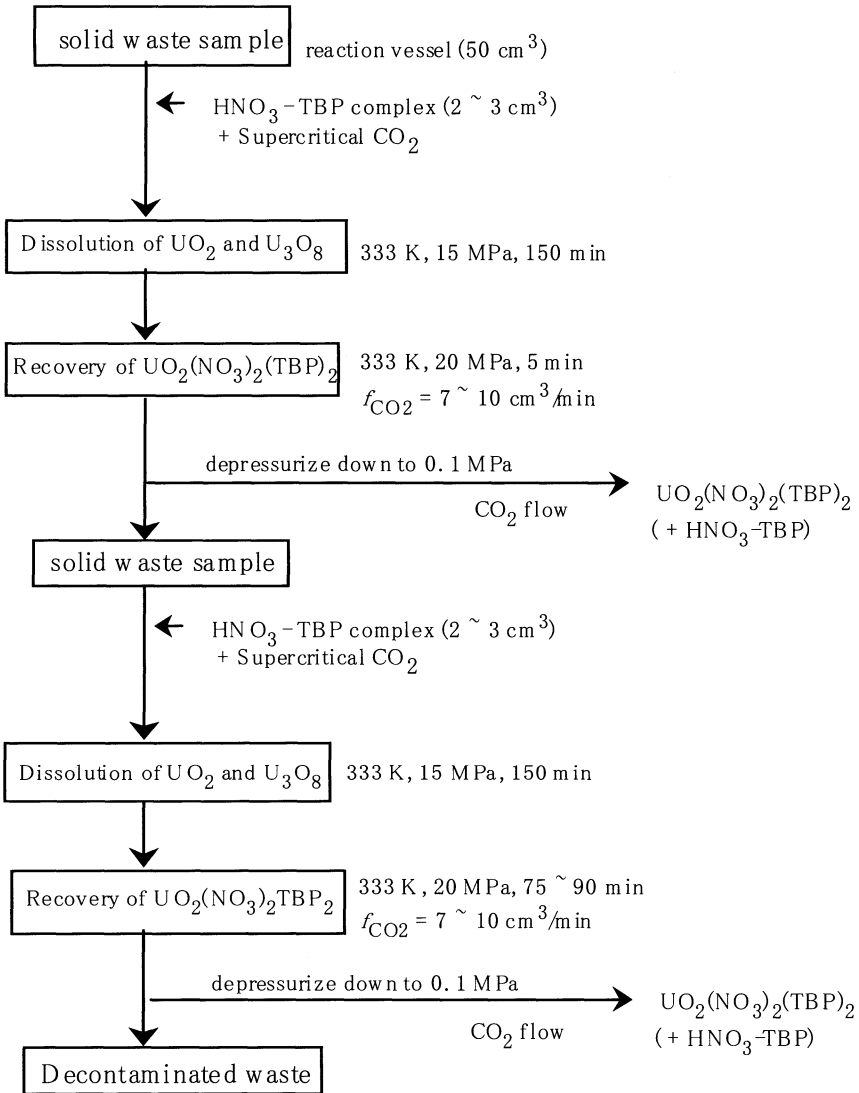 solid waste sample
reaction vessel (50 cm³)
HNO₃–TBP complex (2 ~ 3 cm³)
+ Supercritical CO₂
Dissolution of UO₂ and U₃O₈
333 K, 15 MPa, 150 min
Recovery of UO₂(NO₃)₂(TBP)₂
333 K, 20 MPa, 5 min
fCO2 = 7 ~ 10 cm³/min
depressurize down to 0.1 MPa
CO₂ flow
UO₂(NO₃)₂(TBP)₂
(+ HNO₃–TBP)
solid waste sample
HNO₃–TBP complex (2 ~ 3 cm³)
+ Supercritical CO₂
Dissolution of UO₂ and U₃O₈
333 K, 15 MPa, 150 min
Recovery of UO₂(NO₃)₂TBP₂
333 K, 20 MPa, 75 ~ 90 min
fCO2 = 7 ~ 10 cm³/min
depressurize down to 0.1 MPa
CO₂ flow
UO₂(NO₃)₂(TBP)₂
(+ HNO₃–TBP)
Decontaminated waste